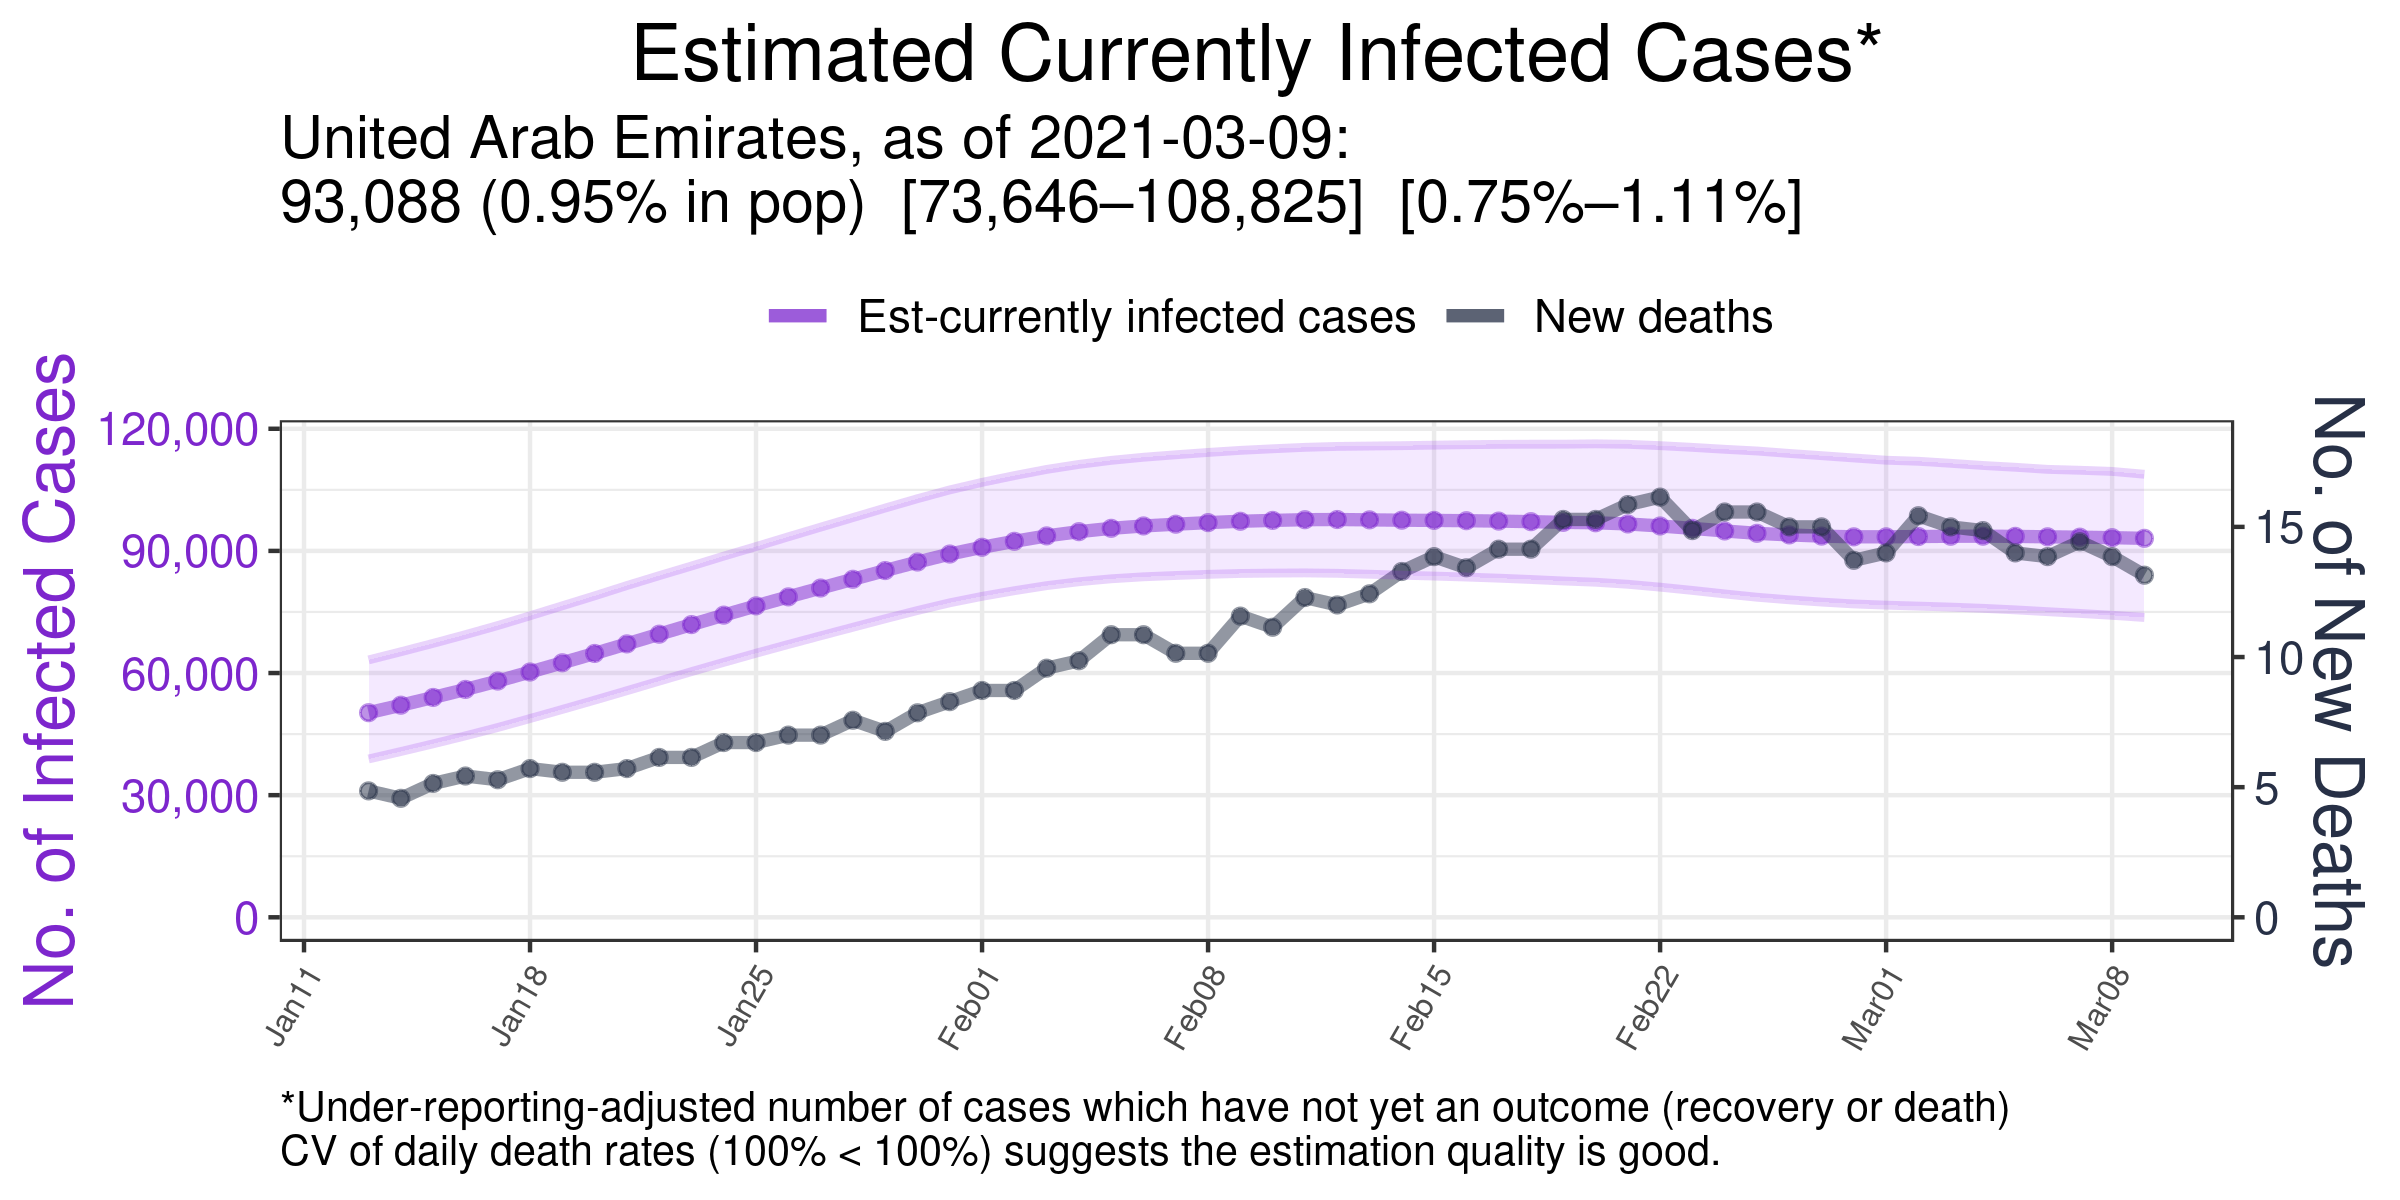 Estimated Currently Infected Cases*
United Arab Emirates, as of 2021-03-09:
93,088 (0.95% in pop) [73,646–108,825] [0.75%–1.11%]
Est-currently infected cases New deaths
No. of Infected Cases
120,000
90,000
60,000
30,000
0
15
10
5
0
No. of New Deaths
Jan11 Jan18 Jan25 Feb01 Feb08 Feb15 Feb22 Mar01 Mar08
*Under-reporting-adjusted number of cases which have not yet an outcome (recovery or death)
CV of daily death rates (100% < 100%) suggests the estimation quality is good.